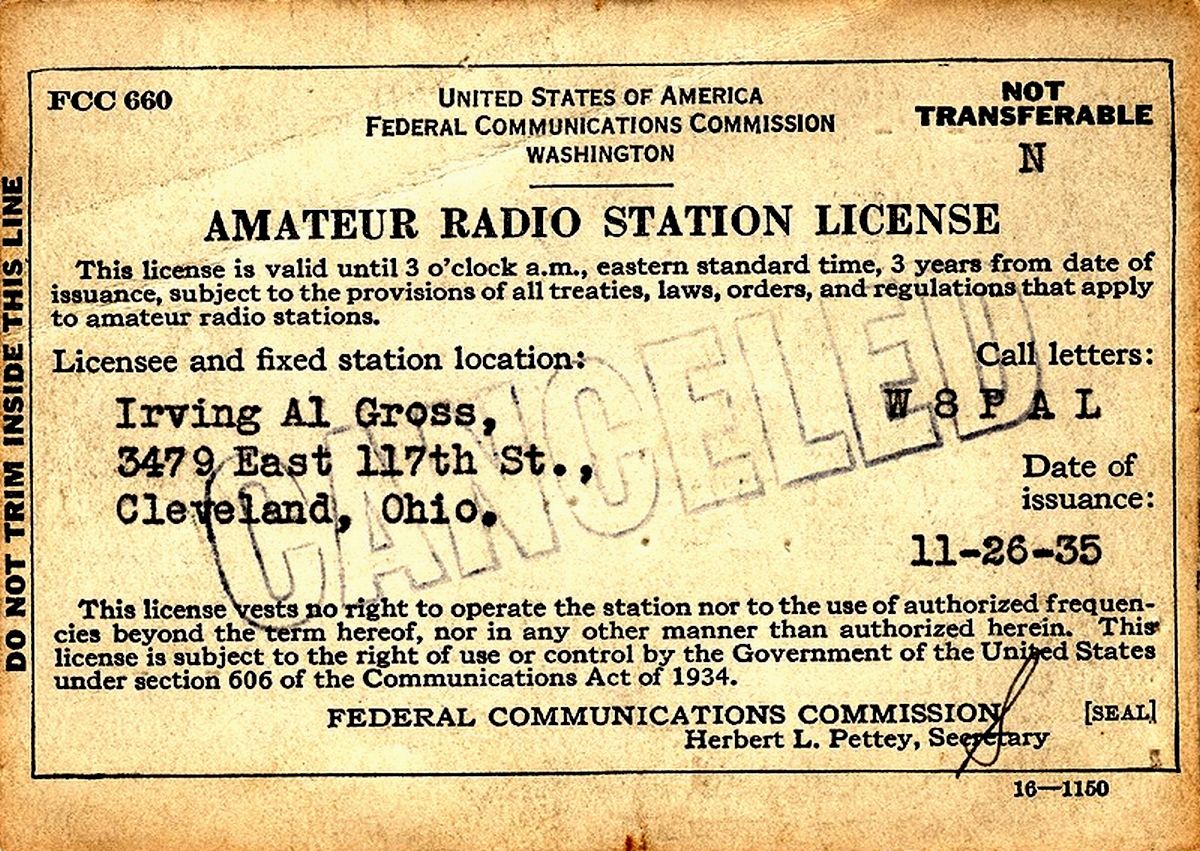 FCC 660
UNITED STATES OF AMERICA
FEDERAL COMMUNICATIONS COMMISSION
WASHINGTON
NOT
TRANSFERABLE
N
AMATEUR RADIO STATION LICENSE
This license is valid until 3 o'clock a.m., eastern standard time, 3 years from date of
issuance, subject to the provisions of all treaties, laws, orders, and regulations that apply
to amateur radio stations.
Licensee and fixed station location:
Call letters:
Irving Al Gross,
3479 East 117th St.,
Cleveland, Ohio.
W 8 P A L
Date of
issuance:
11-26-35
CANCELED
This license vests no right to operate the station nor to the use of authorized frequen-
cies beyond the term hereof, nor in any other manner than authorized herein. This
license is subject to the right of use or control by the Government of the United States
under section 606 of the Communications Act of 1934.
FEDERAL COMMUNICATIONS COMMISSION
[SEAL]
Herbert L. Pettey, Secretary
16—1150
DO NOT TRIM INSIDE THIS LINE